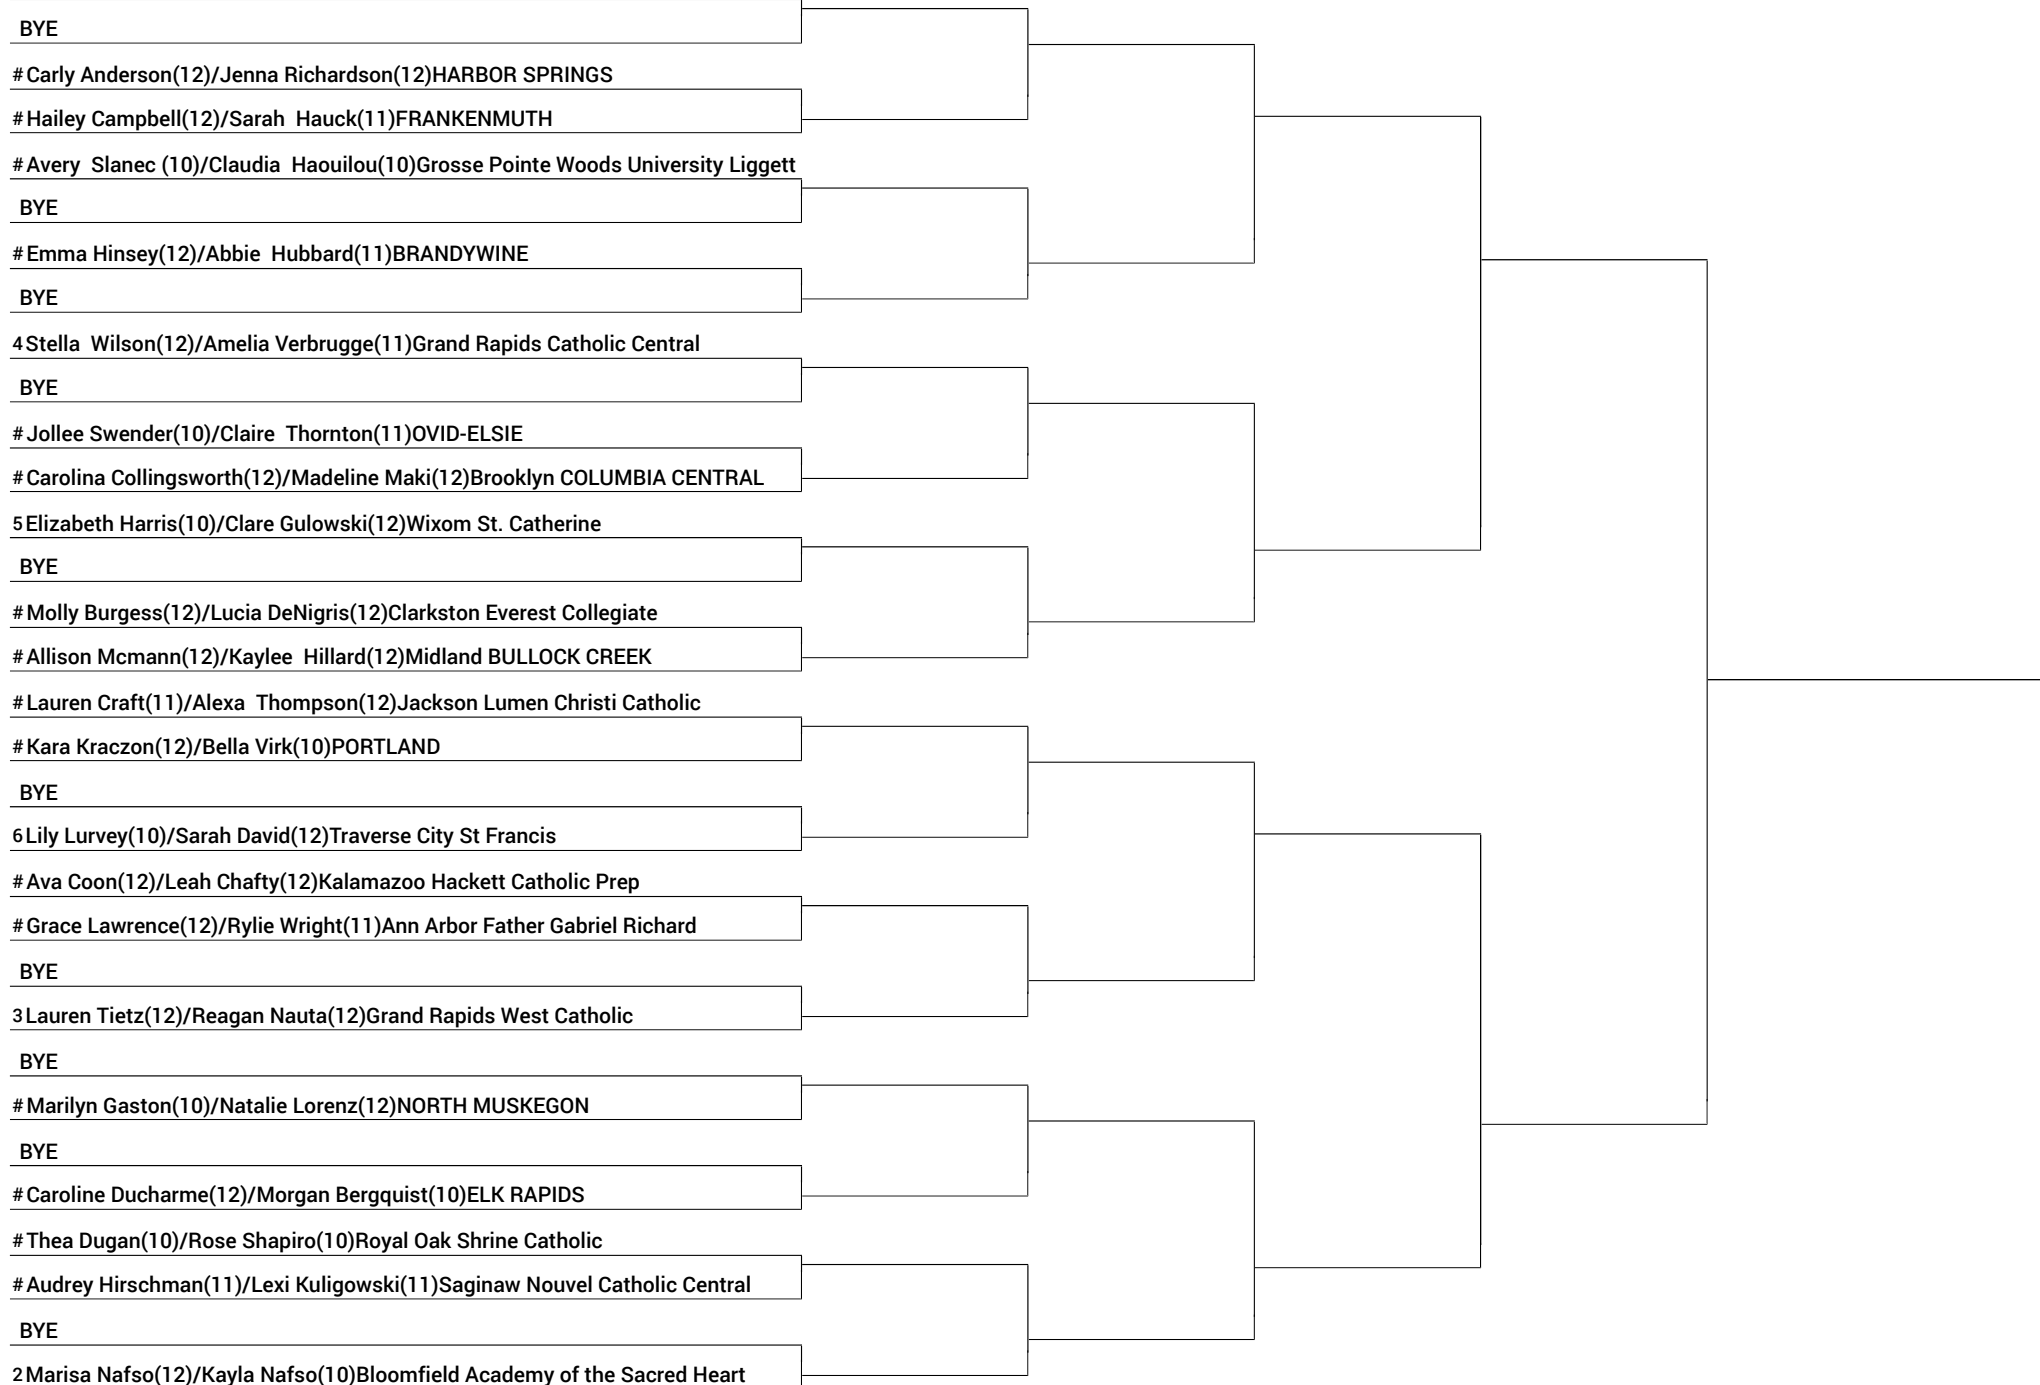 BYE
# Carly Anderson(12)/Jenna Richardson(12)HARBOR SPRINGS
# Hailey Campbell(12)/Sarah  Hauck(11)FRANKENMUTH
# Avery  Slanec (10)/Claudia  Haouilou(10)Grosse Pointe Woods University Liggett
BYE
# Emma Hinsey(12)/Abbie  Hubbard(11)BRANDYWINE
BYE
4 Stella  Wilson(12)/Amelia Verbrugge(11)Grand Rapids Catholic Central
BYE
# Jollee Swender(10)/Claire  Thornton(11)OVID-ELSIE
# Carolina Collingsworth(12)/Madeline Maki(12)Brooklyn COLUMBIA CENTRAL
5 Elizabeth Harris(10)/Clare Gulowski(12)Wixom St. Catherine
BYE
# Molly Burgess(12)/Lucia DeNigris(12)Clarkston Everest Collegiate
# Allison Mcmann(12)/Kaylee  Hillard(12)Midland BULLOCK CREEK
# Lauren Craft(11)/Alexa  Thompson(12)Jackson Lumen Christi Catholic
# Kara Kraczon(12)/Bella Virk(10)PORTLAND
BYE
6 Lily Lurvey(10)/Sarah David(12)Traverse City St Francis
# Ava Coon(12)/Leah Chafty(12)Kalamazoo Hackett Catholic Prep
# Grace Lawrence(12)/Rylie Wright(11)Ann Arbor Father Gabriel Richard
BYE
3 Lauren Tietz(12)/Reagan Nauta(12)Grand Rapids West Catholic
BYE
# Marilyn Gaston(10)/Natalie Lorenz(12)NORTH MUSKEGON
BYE
# Caroline Ducharme(12)/Morgan Bergquist(10)ELK RAPIDS
# Thea Dugan(10)/Rose Shapiro(10)Royal Oak Shrine Catholic
# Audrey Hirschman(11)/Lexi Kuligowski(11)Saginaw Nouvel Catholic Central
BYE
2 Marisa Nafso(12)/Kayla Nafso(10)Bloomfield Academy of the Sacred Heart